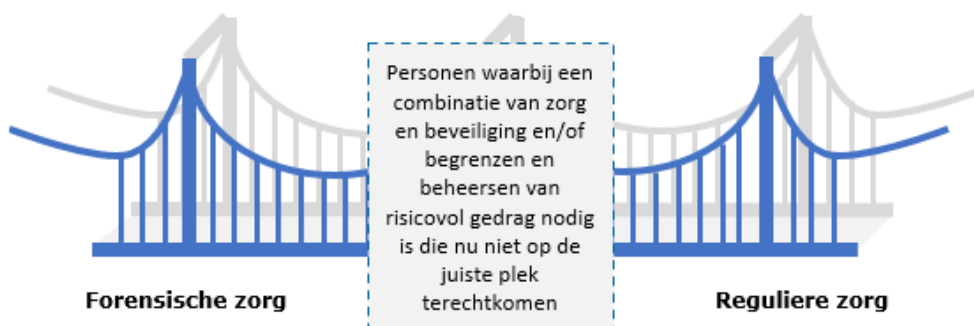 Personen waarbij een
combinatie van zorg
en beveiliging en/of
begrenzen en
beheersen van
risicovol gedrag nodig
is die nu niet op de
juiste plek
terechtkomen
Forensische zorg
Reguliere zorg